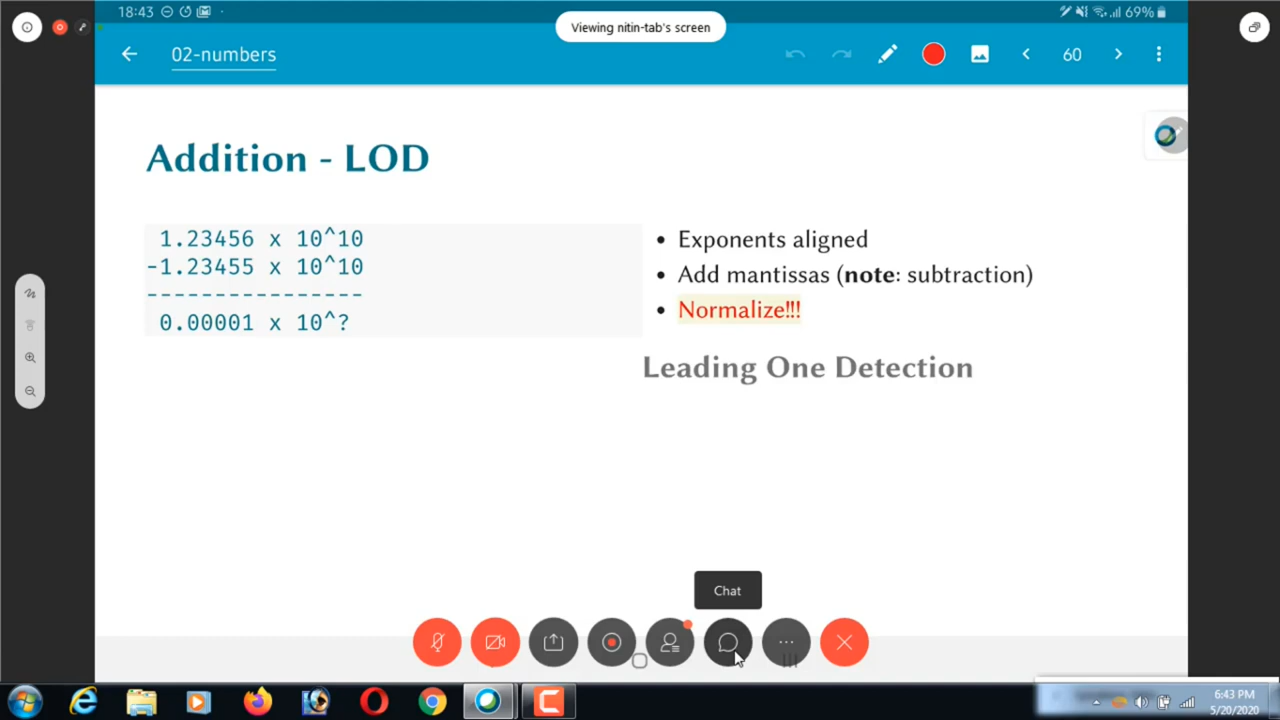 18:43
69%
Viewing nitin-tab's screen
02-numbers
60
Addition - LOD
1.23456 x 10^10
-1.23455 x 10^10
----------------
0.00001 x 10^?
• Exponents aligned
• Add mantissas (note: subtraction)
• Normalize!!!
Leading One Detection
Chat
6:43 PM
5/20/2020